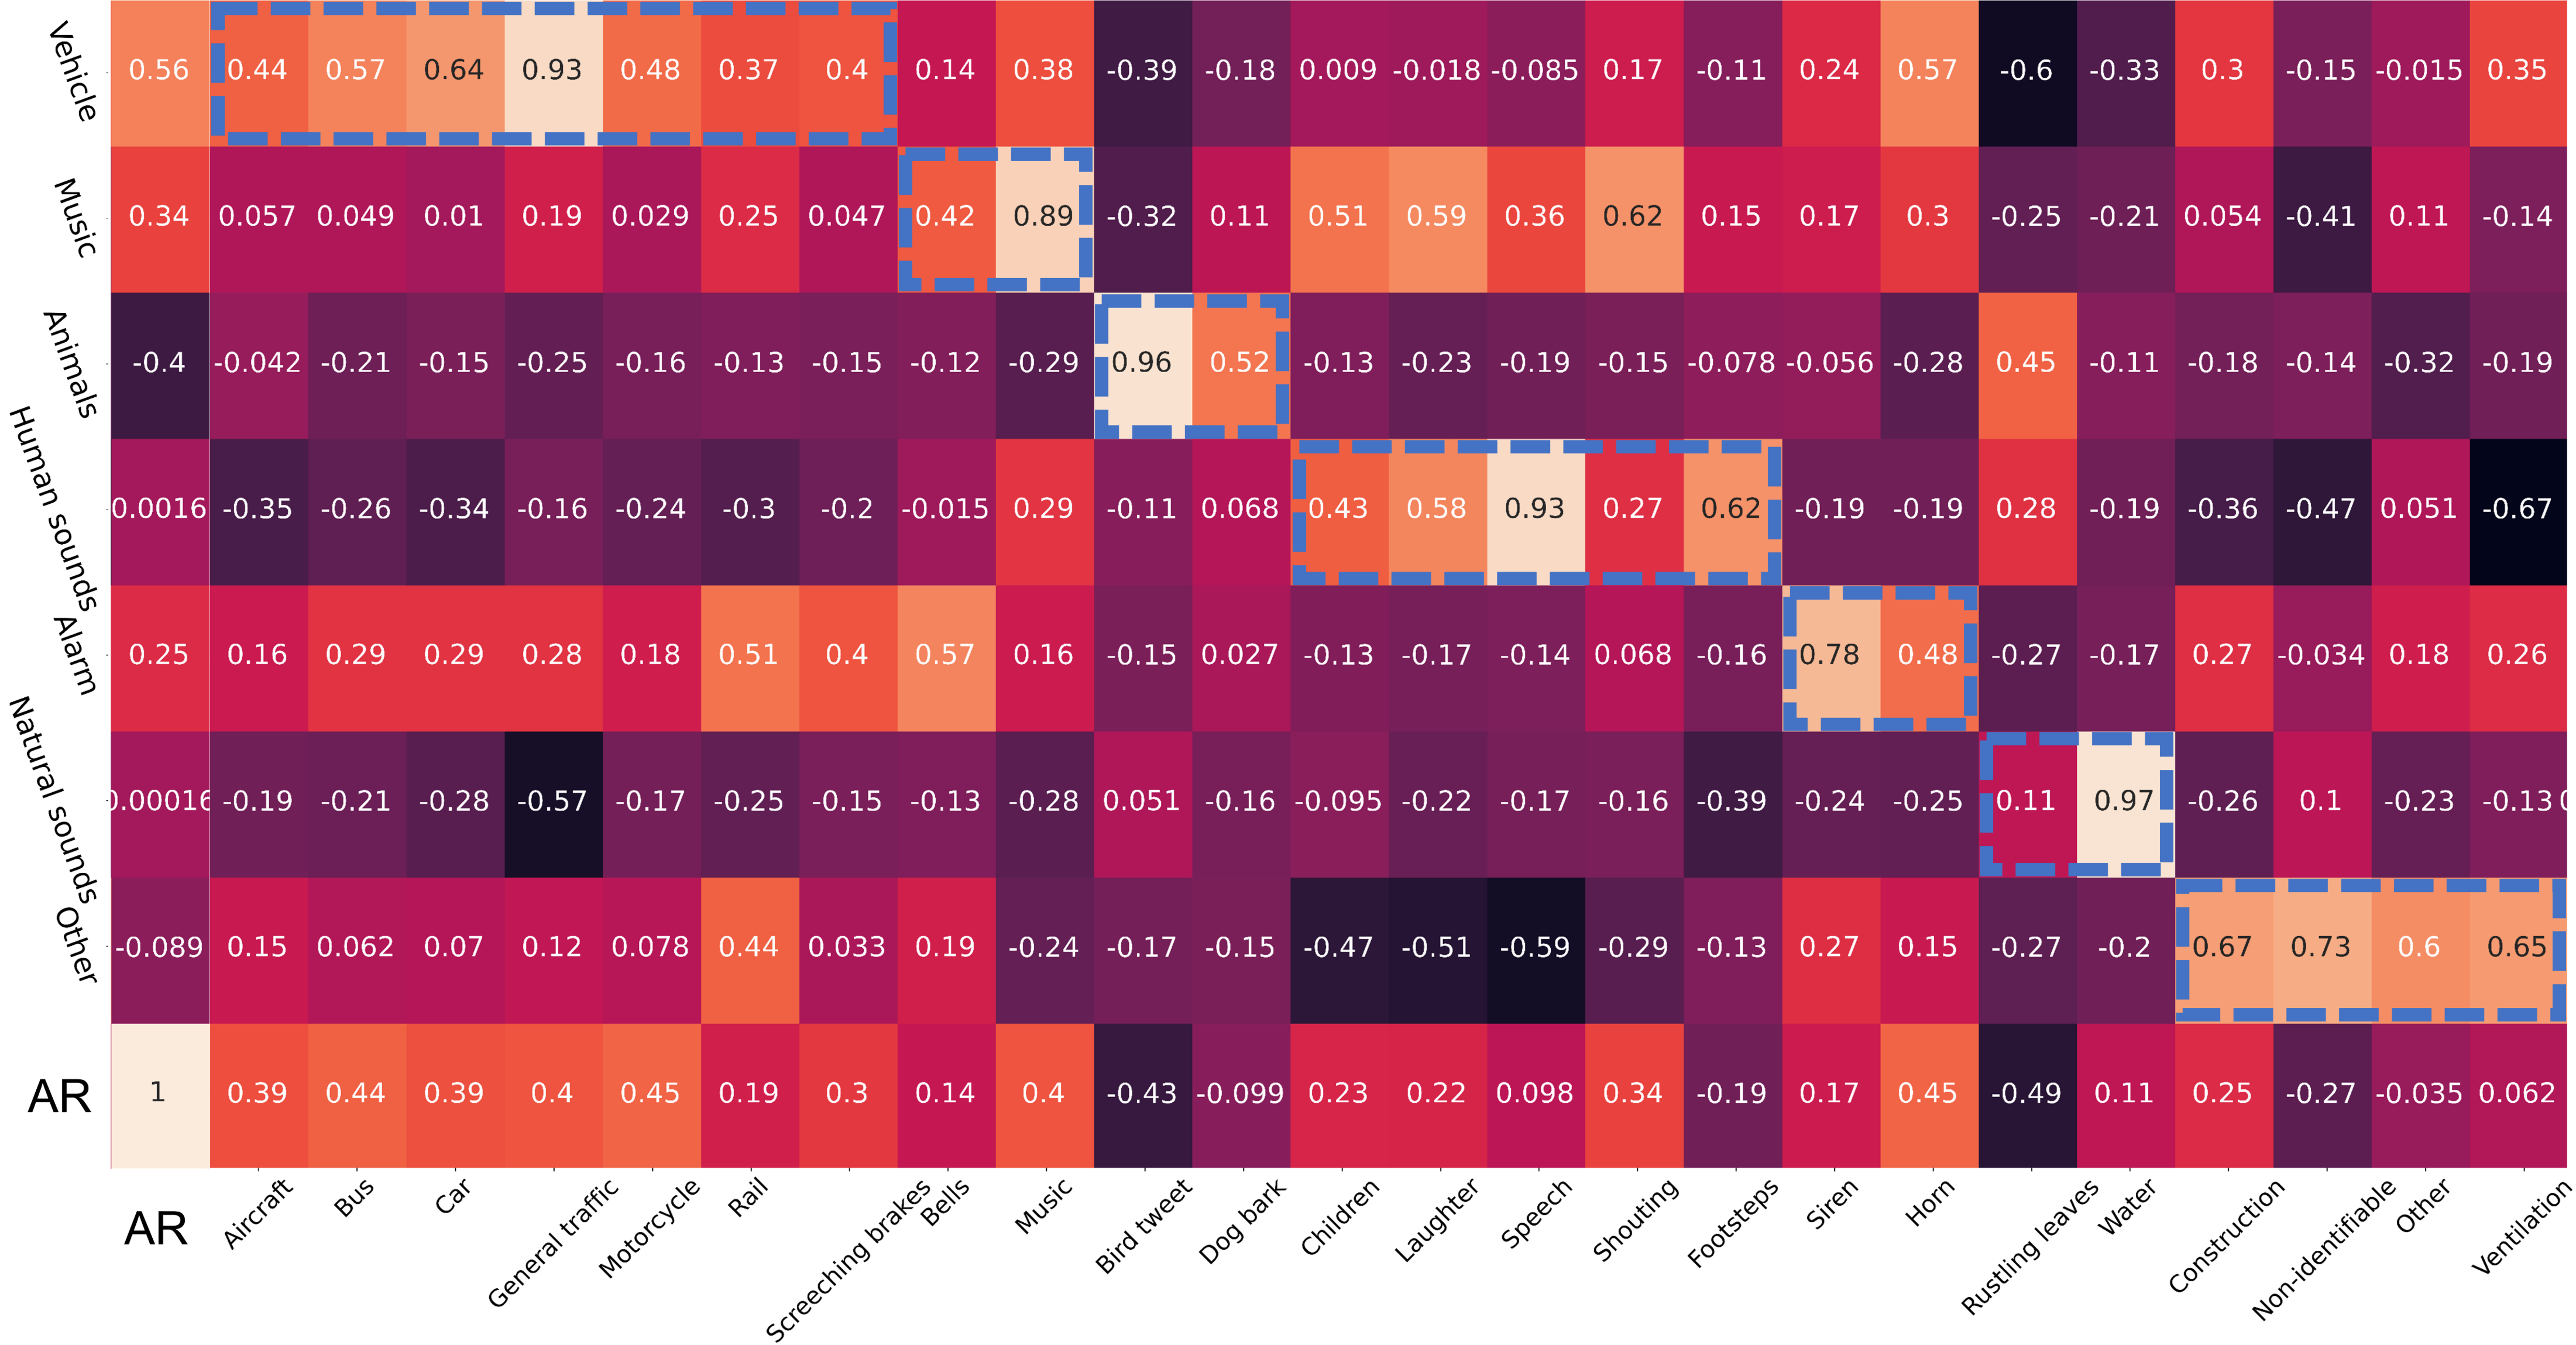 Vehicle 0.56 0.44 0.57 0.64 0.93 0.48 0.37 0.4 0.14 0.38 -0.39 -0.18 0.009 -0.018 -0.085 0.17 -0.11 0.24 0.57 -0.6 -0.33 0.3 -0.15 -0.015 0.35
Music 0.34 0.057 0.049 0.01 0.19 0.029 0.25 0.047 0.42 0.89 -0.32 0.11 0.51 0.59 0.36 0.62 0.15 0.17 0.3 -0.25 -0.21 0.054 -0.41 0.11 -0.14
Animals -0.4 -0.042 -0.21 -0.15 -0.25 -0.16 -0.13 -0.15 -0.12 -0.29 0.96 0.52 -0.13 -0.23 -0.19 -0.15 -0.078 -0.056 -0.28 0.45 -0.11 -0.18 -0.14 -0.32 -0.19
Human sounds 0.0016 -0.35 -0.26 -0.34 -0.16 -0.24 -0.3 -0.2 -0.015 0.29 -0.11 0.068 0.43 0.58 0.93 0.27 0.62 -0.19 -0.19 0.28 -0.19 -0.36 -0.47 0.051 -0.67
Alarm 0.25 0.16 0.29 0.29 0.28 0.18 0.51 0.4 0.57 0.16 -0.15 0.027 -0.13 -0.17 -0.14 0.068 -0.16 0.78 0.48 -0.27 -0.17 0.27 -0.034 0.18 0.26
Natural sounds 0.00016 -0.19 -0.21 -0.28 -0.57 -0.17 -0.25 -0.15 -0.13 -0.28 0.051 -0.16 -0.095 -0.22 -0.17 -0.16 -0.39 -0.24 -0.25 0.11 0.97 -0.26 0.1 -0.23 -0.13
Other -0.089 0.15 0.062 0.07 0.12 0.078 0.44 0.033 0.19 -0.24 -0.17 -0.15 -0.47 -0.51 -0.59 -0.29 -0.13 0.27 0.15 -0.27 -0.2 0.67 0.73 0.6 0.65
AR 1 0.39 0.44 0.39 0.4 0.45 0.19 0.3 0.14 0.4 -0.43 -0.099 0.23 0.22 0.098 0.34 -0.19 0.17 0.45 -0.49 0.11 0.25 -0.27 -0.035 0.062
AR
Aircraft
Bus
Car
General traffic
Motorcycle
Rail
Screeching brakes
Bells
Music
Bird tweet
Dog bark
Children
Laughter
Speech
Shouting
Footsteps
Siren
Horn
Rustling leaves
Water
Construction
Non-identifiable
Other
Ventilation